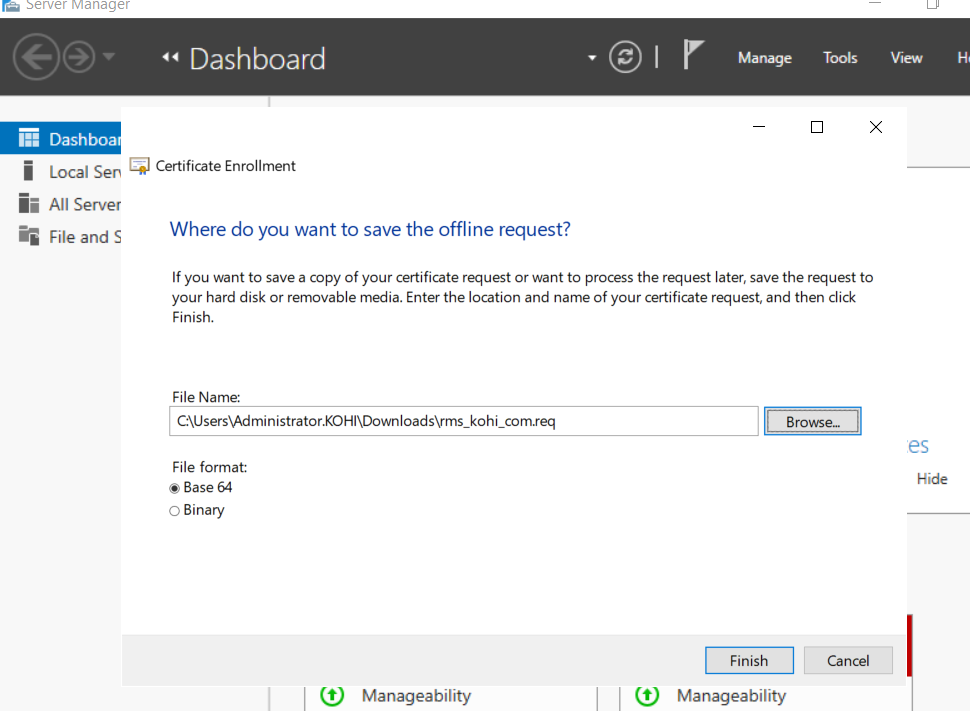 Server Manager
Dashboard
Manage Tools View
Certificate Enrollment
Where do you want to save the offline request?
If you want to save a copy of your certificate request or want to process the request later, save the request to
your hard disk or removable media. Enter the location and name of your certificate request, and then click
Finish.
File Name:
C:\Users\Administrator.KOHI\Downloads\rms_kohi_com.req
Browse...
File format:
Base 64
Binary
Hide
Finish Cancel
Dashboar
Local Serv
All Server
File and S
Manageability
Manageability